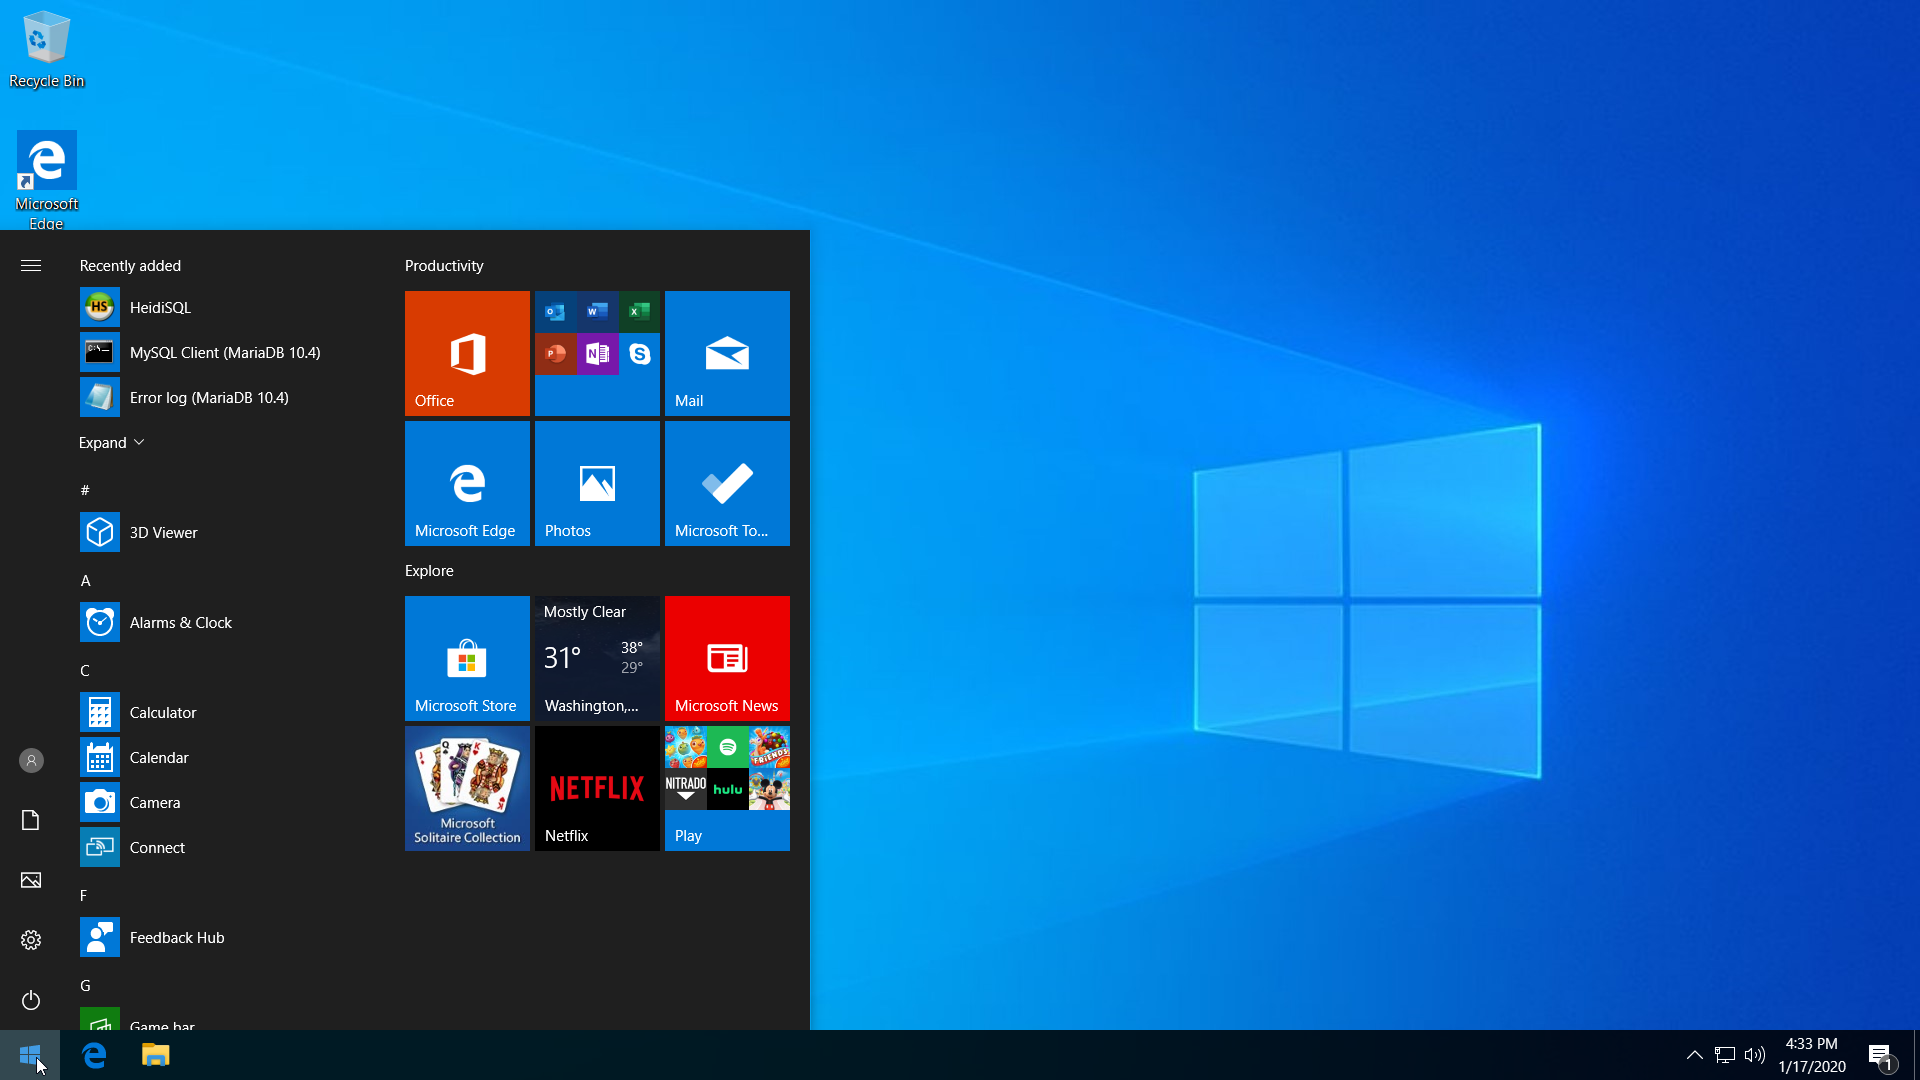 Recycle Bin
Microsoft
Edge
Recently added
HS
HeidiSQL
C:\
MySQL Client (MariaDB 10.4)
Error log (MariaDB 10.4)
Expand
#
3D Viewer
A
Alarms & Clock
C
Calculator
Calendar
Camera
Connect
F
Feedback Hub
G
Game bar
Productivity
Office
Mail
Microsoft Edge
Photos
Microsoft To...
Explore
Microsoft Store
Mostly Clear
31°
38°
29°
Washington,...
Microsoft News
J Q K
K
Microsoft
Solitaire Collection
NETFLIX
Netflix
FRIENDS
NITRADO
hulu
Play
4:33 PM
1/17/2020
1